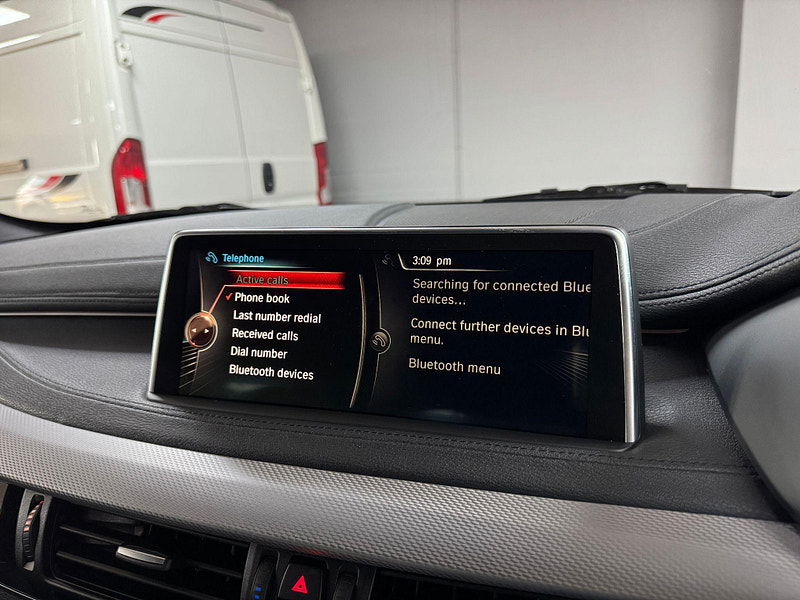 Telephone
Active calls
Phone book
Last number redial
Received calls
Dial number
Bluetooth devices
3:09 pm
Searching for connected Blue
devices...
Connect further devices in Blu
menu.
Bluetooth menu